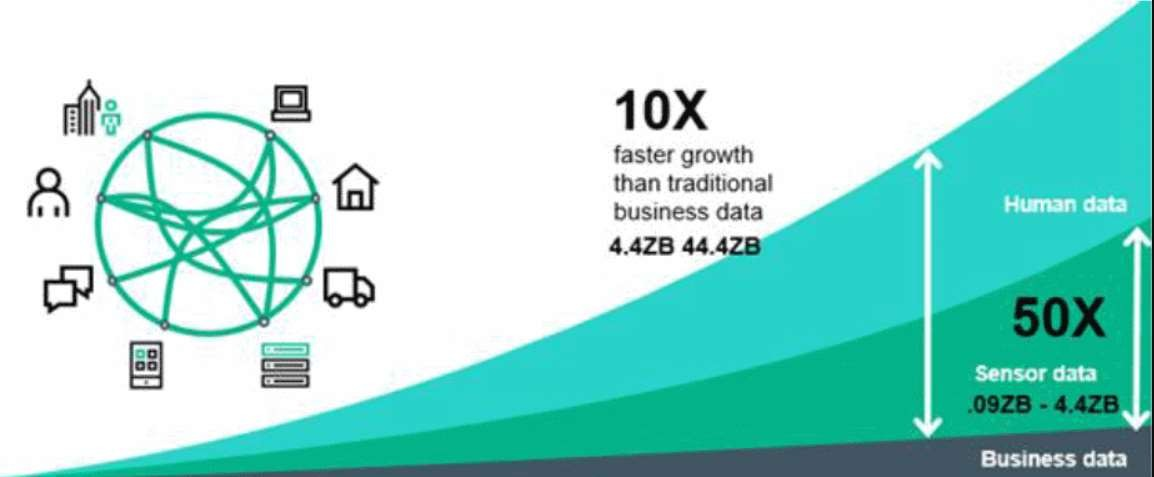 10X
faster growth
than traditional
business data
4.4ZB 44.4ZB
Human data
50X
Sensor data
.09ZB - 4.4ZB
Business data